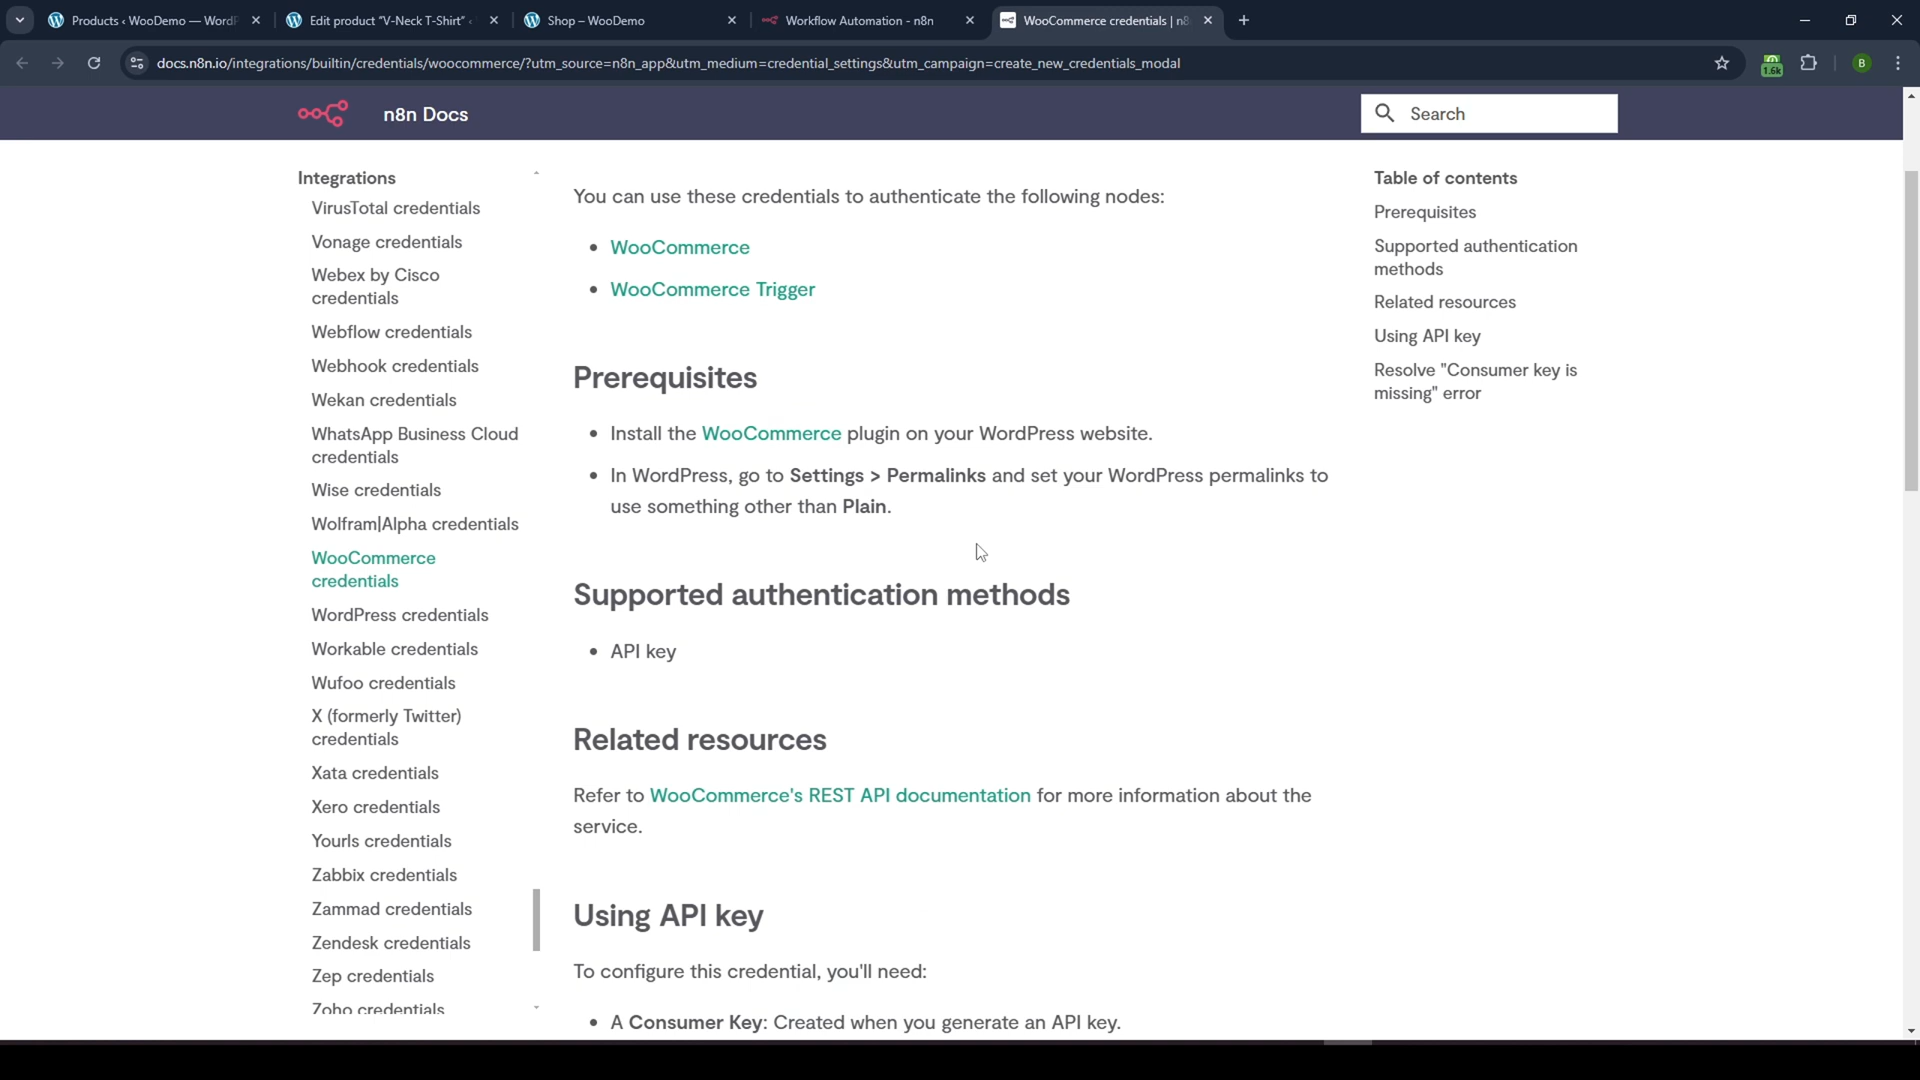 Products ‹ WooDemo — WordP
Edit product "V-Neck T-Shirt" ‹
Shop – WooDemo
Workflow Automation - n8n
WooCommerce credentials | n8
docs.n8n.io/integrations/builtin/credentials/woocommerce/?utm_source=n8n_app&utm_medium=credential_settings&utm_campaign=create_new_credentials_modal
1.6k
B
n8n Docs
Search
Integrations
VirusTotal credentials
Vonage credentials
Webex by Cisco
credentials
Webflow credentials
Webhook credentials
Wekan credentials
WhatsApp Business Cloud
credentials
Wise credentials
Wolfram|Alpha credentials
WooCommerce
credentials
WordPress credentials
Workable credentials
Wufoo credentials
X (formerly Twitter)
credentials
Xata credentials
Xero credentials
Yourls credentials
Zabbix credentials
Zammad credentials
Zendesk credentials
Zep credentials
Zoho credentials
You can use these credentials to authenticate the following nodes:
• WooCommerce
• WooCommerce Trigger
Prerequisites
• Install the WooCommerce plugin on your WordPress website.
• In WordPress, go to Settings > Permalinks and set your WordPress permalinks to
use something other than Plain.
Supported authentication methods
• API key
Related resources
Refer to WooCommerce's REST API documentation for more information about the
service.
Using API key
To configure this credential, you'll need:
• A Consumer Key: Created when you generate an API key.
Table of contents
Prerequisites
Supported authentication
methods
Related resources
Using API key
Resolve "Consumer key is
missing" error